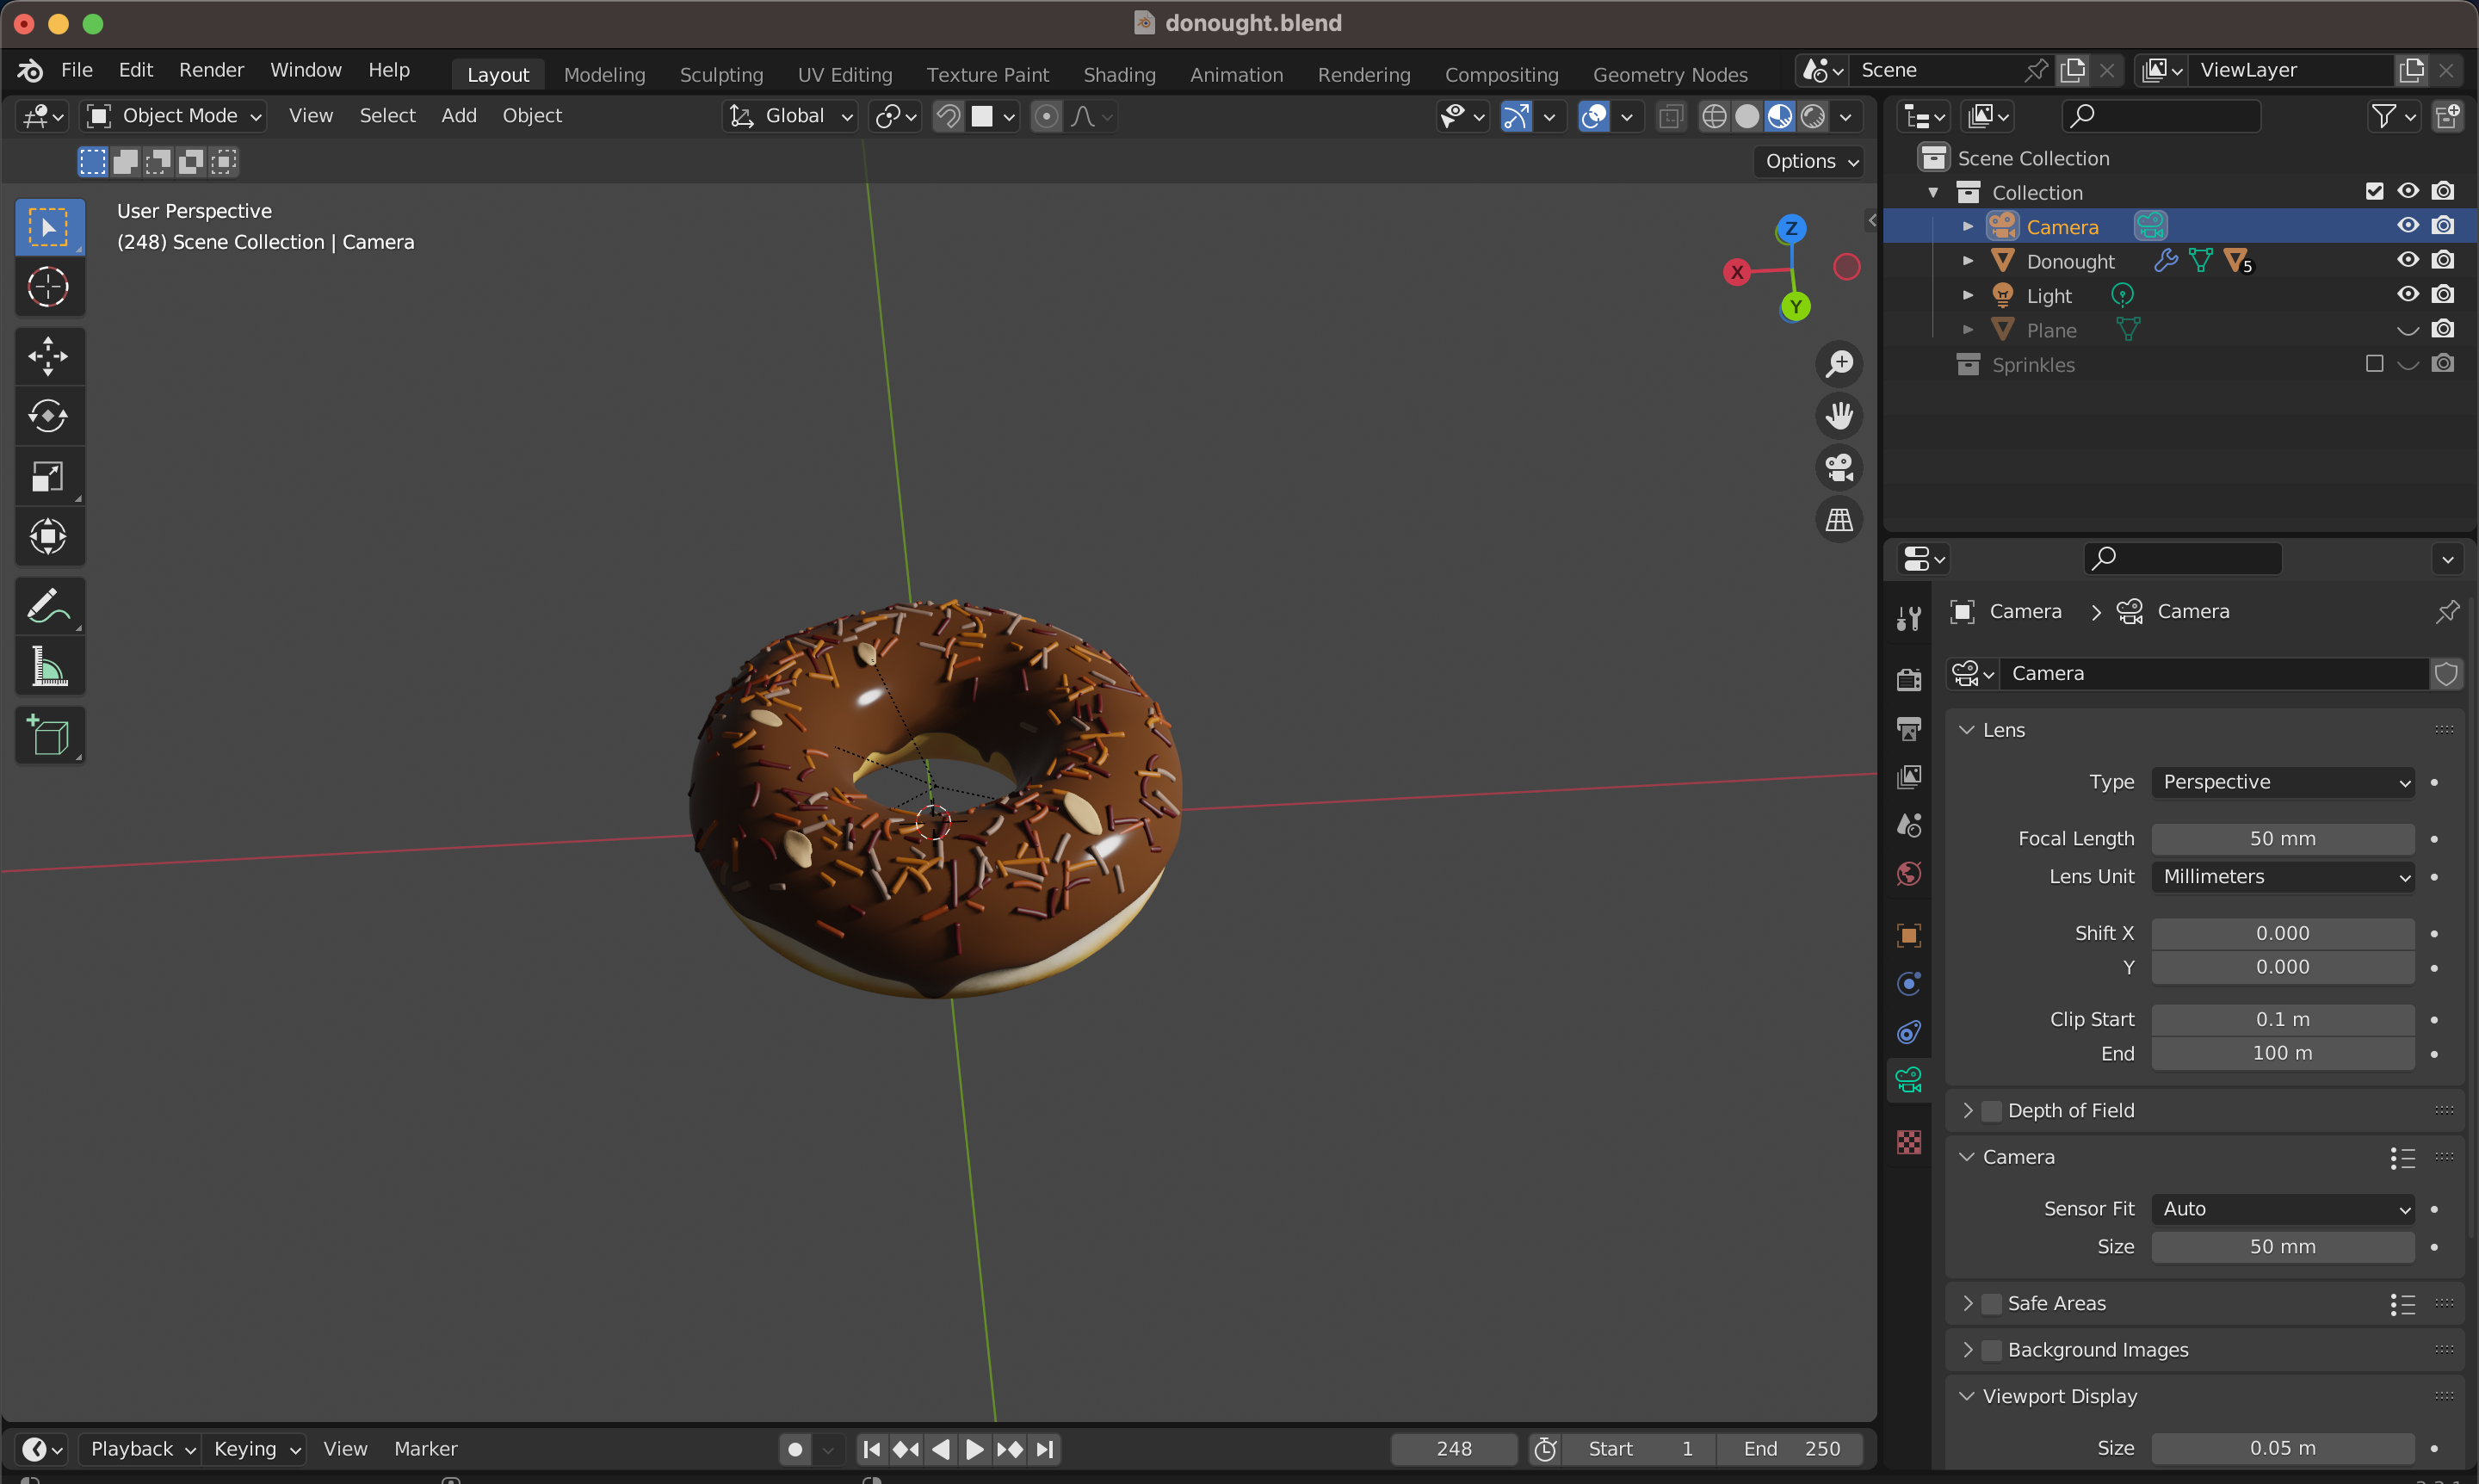 donought.blend
File Edit Render Window Help Layout Modeling Sculpting UV Editing Texture Paint Shading Animation Rendering Compositing Geometry Nodes Scene ViewLayer
Object Mode View Select Add Object Global
Options
User Perspective
(248) Scene Collection | Camera
Z
X
Y
Scene Collection
Collection
Camera
Donought 5
Light
Plane
Sprinkles
Camera Camera
Camera
Lens
Type Perspective
Focal Length 50 mm
Lens Unit Millimeters
Shift X 0.000
Y 0.000
Clip Start 0.1 m
End 100 m
Depth of Field
Camera
Sensor Fit Auto
Size 50 mm
Safe Areas
Background Images
Viewport Display
Size 0.05 m
Playback Keying View Marker 248 Start 1 End 250